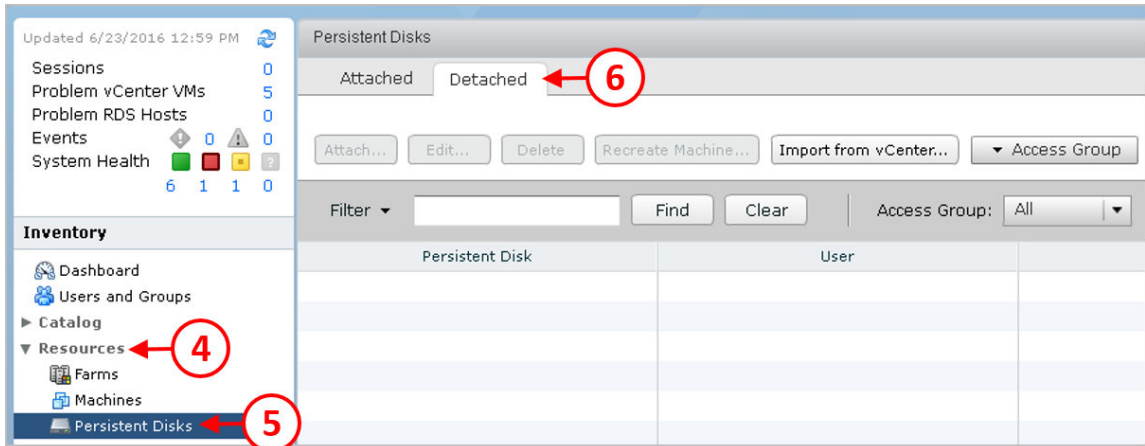 Updated 6/23/2016 12:59 PM
Sessions 0
Problem vCenter VMs 5
Problem RDS Hosts 0
Events 0 0
System Health ?
6 1 1 0
Inventory
Dashboard
Users and Groups
Catalog
Resources 4
Farms
Machines
Persistent Disks 5
Persistent Disks
Attached Detached 6
Attach... Edit... Delete Recreate Machine... Import from vCenter... Access Group
Filter Find Clear Access Group: All
Persistent Disk User